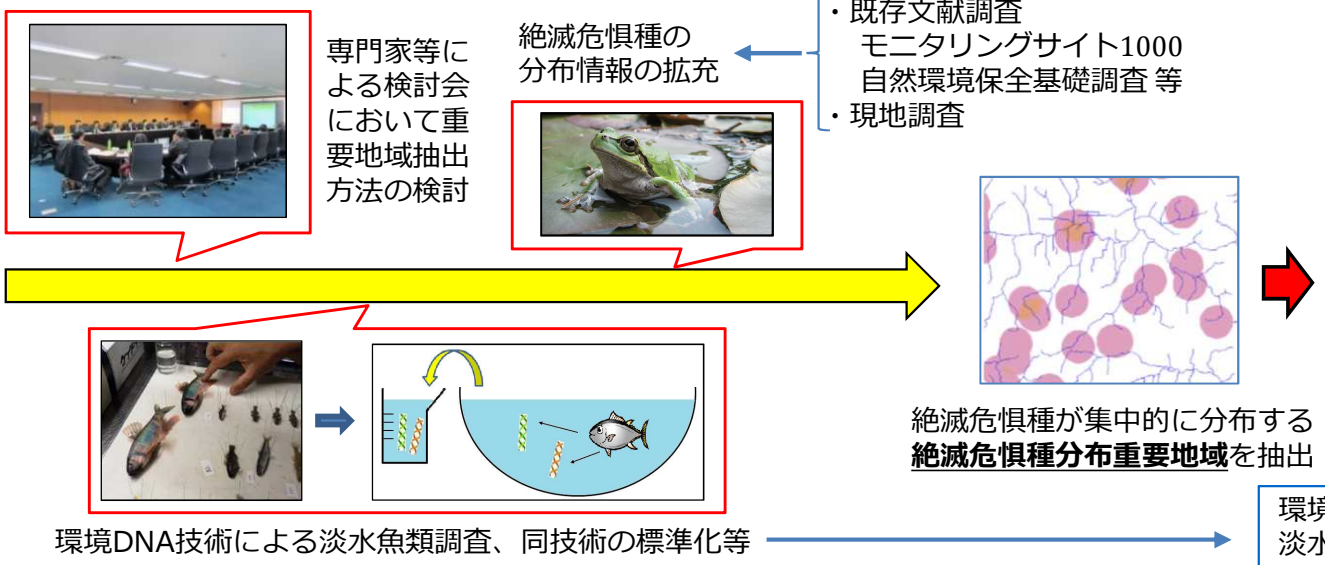 専門家等に
よる検討会
において重
要地域抽出
方法の検討
絶滅危惧種の
分布情報の拡充
・既存文献調査
モニタリングサイト1000
自然環境保全基礎調査 等
・現地調査
絶滅危惧種が集中的に分布する
絶滅危惧種分布重要地域を抽出
環境DNA技術による淡水魚類調査、同技術の標準化等
環境
淡水